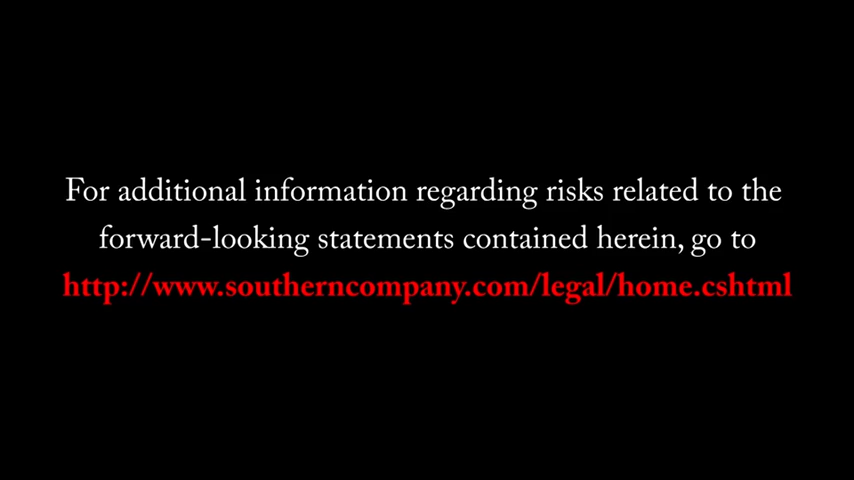 For additional information regarding risks related to the
forward-looking statements contained herein, go to
http://www.southerncompany.com/legal/home.cshtml